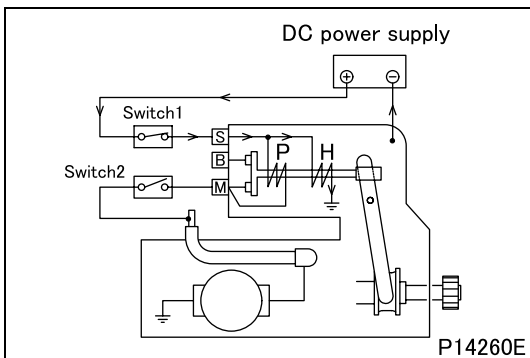 DC power supply
+ −
Switch1
S
P H
B
Switch2
M
P14260E